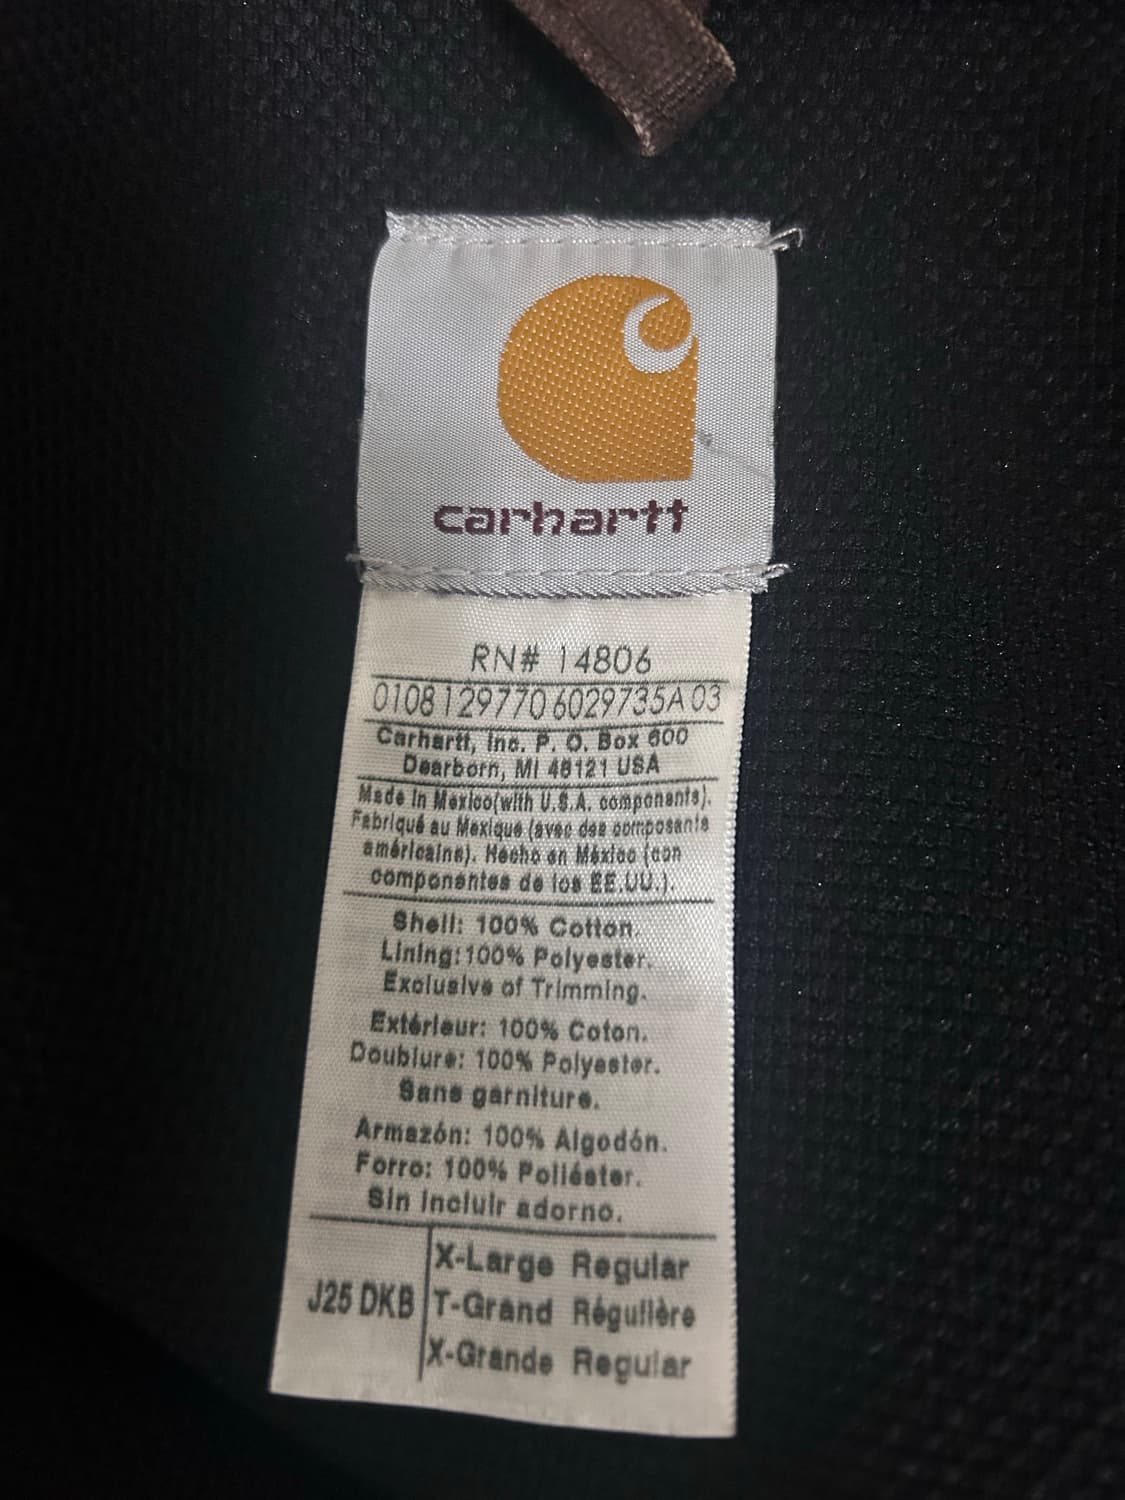 carhartt
RN# 14806
01081297706029735A 03
Carhartt, Inc. P. O. Box 600
Dearborn, MI 48121 USA
Made in Mexico(with U.S.A. components).
Fabriqué au Mexique (avec des composants
américains). Hecho en México (con
componentes de los EE.UU.).
Shell: 100% Cotton.
Lining:100% Polyester.
Exclusive of Trimming.
Extérieur: 100% Coton.
Doublure: 100% Polyester.
Sans garniture.
Armazón: 100% Algodón.
Forro: 100% Poliéster.
Sin incluir adorno.
J25 DKB
X-Large Regular
T-Grand Régulière
X-Grande Regular